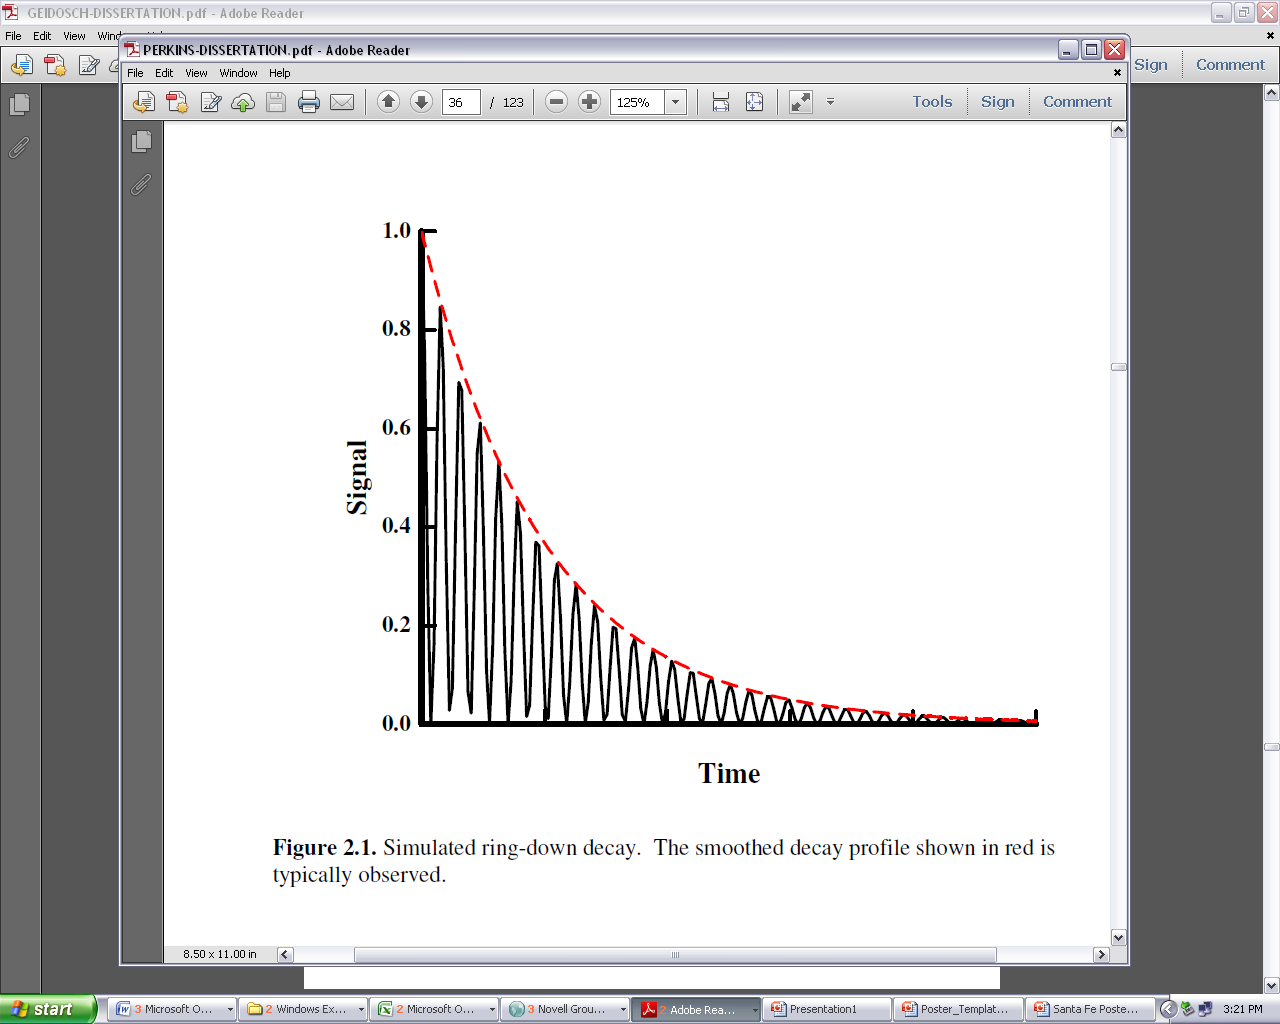 GEIDOSCH-DISSERTATION.pdf - Adobe Reader
File Edit View
Sign Comment
PERKINS-DISSERTATION.pdf - Adobe Reader
File Edit View Window Help
36 / 123 125% Tools Sign Comment
1.0
0.8
0.6
0.4
0.2
0.0
Signal
Time
Figure 2.1. Simulated ring-down decay. The smoothed decay profile shown in red is
typically observed.
8.50 x 11.00 in
start 3 Microsoft O... 2 Windows Ex... 2 Microsoft O... 3 Novell Grou... 2 Adobe Rea... Presentation1 Poster_Templat... Santa Fe Poste... 3:21 PM